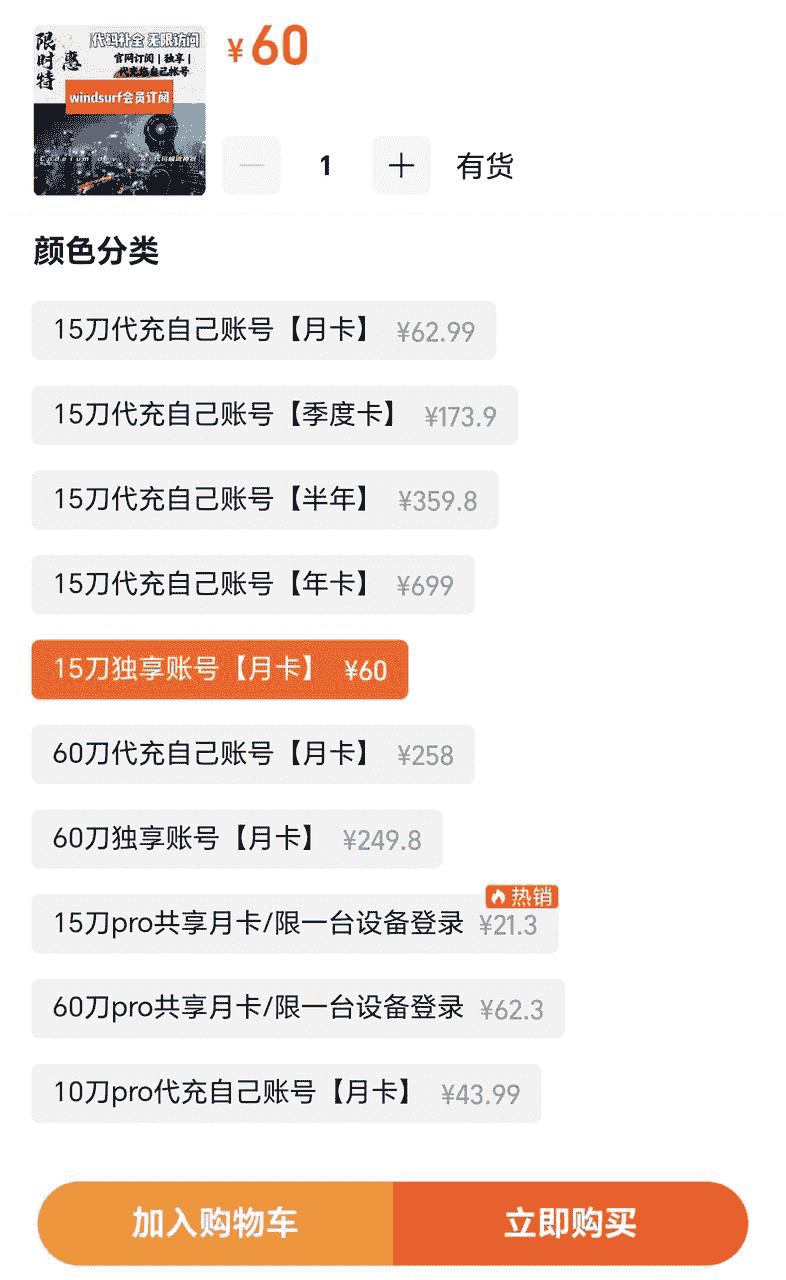 限时特惠
代码补全 无限访问
官网订阅 | 独享 |
代充值自己帐号
windsurf会员订阅
¥60
1
有货
颜色分类
15刀代充自己账号【月卡】 ¥62.99
15刀代充自己账号【季度卡】 ¥173.9
15刀代充自己账号【半年】 ¥359.8
15刀代充自己账号【年卡】 ¥699
15刀独享账号【月卡】 ¥60
60刀代充自己账号【月卡】 ¥258
60刀独享账号【月卡】 ¥249.8
热销
15刀pro共享月卡/限一台设备登录 ¥21.3
60刀pro共享月卡/限一台设备登录 ¥62.3
10刀pro代充自己账号【月卡】 ¥43.99
加入购物车
立即购买